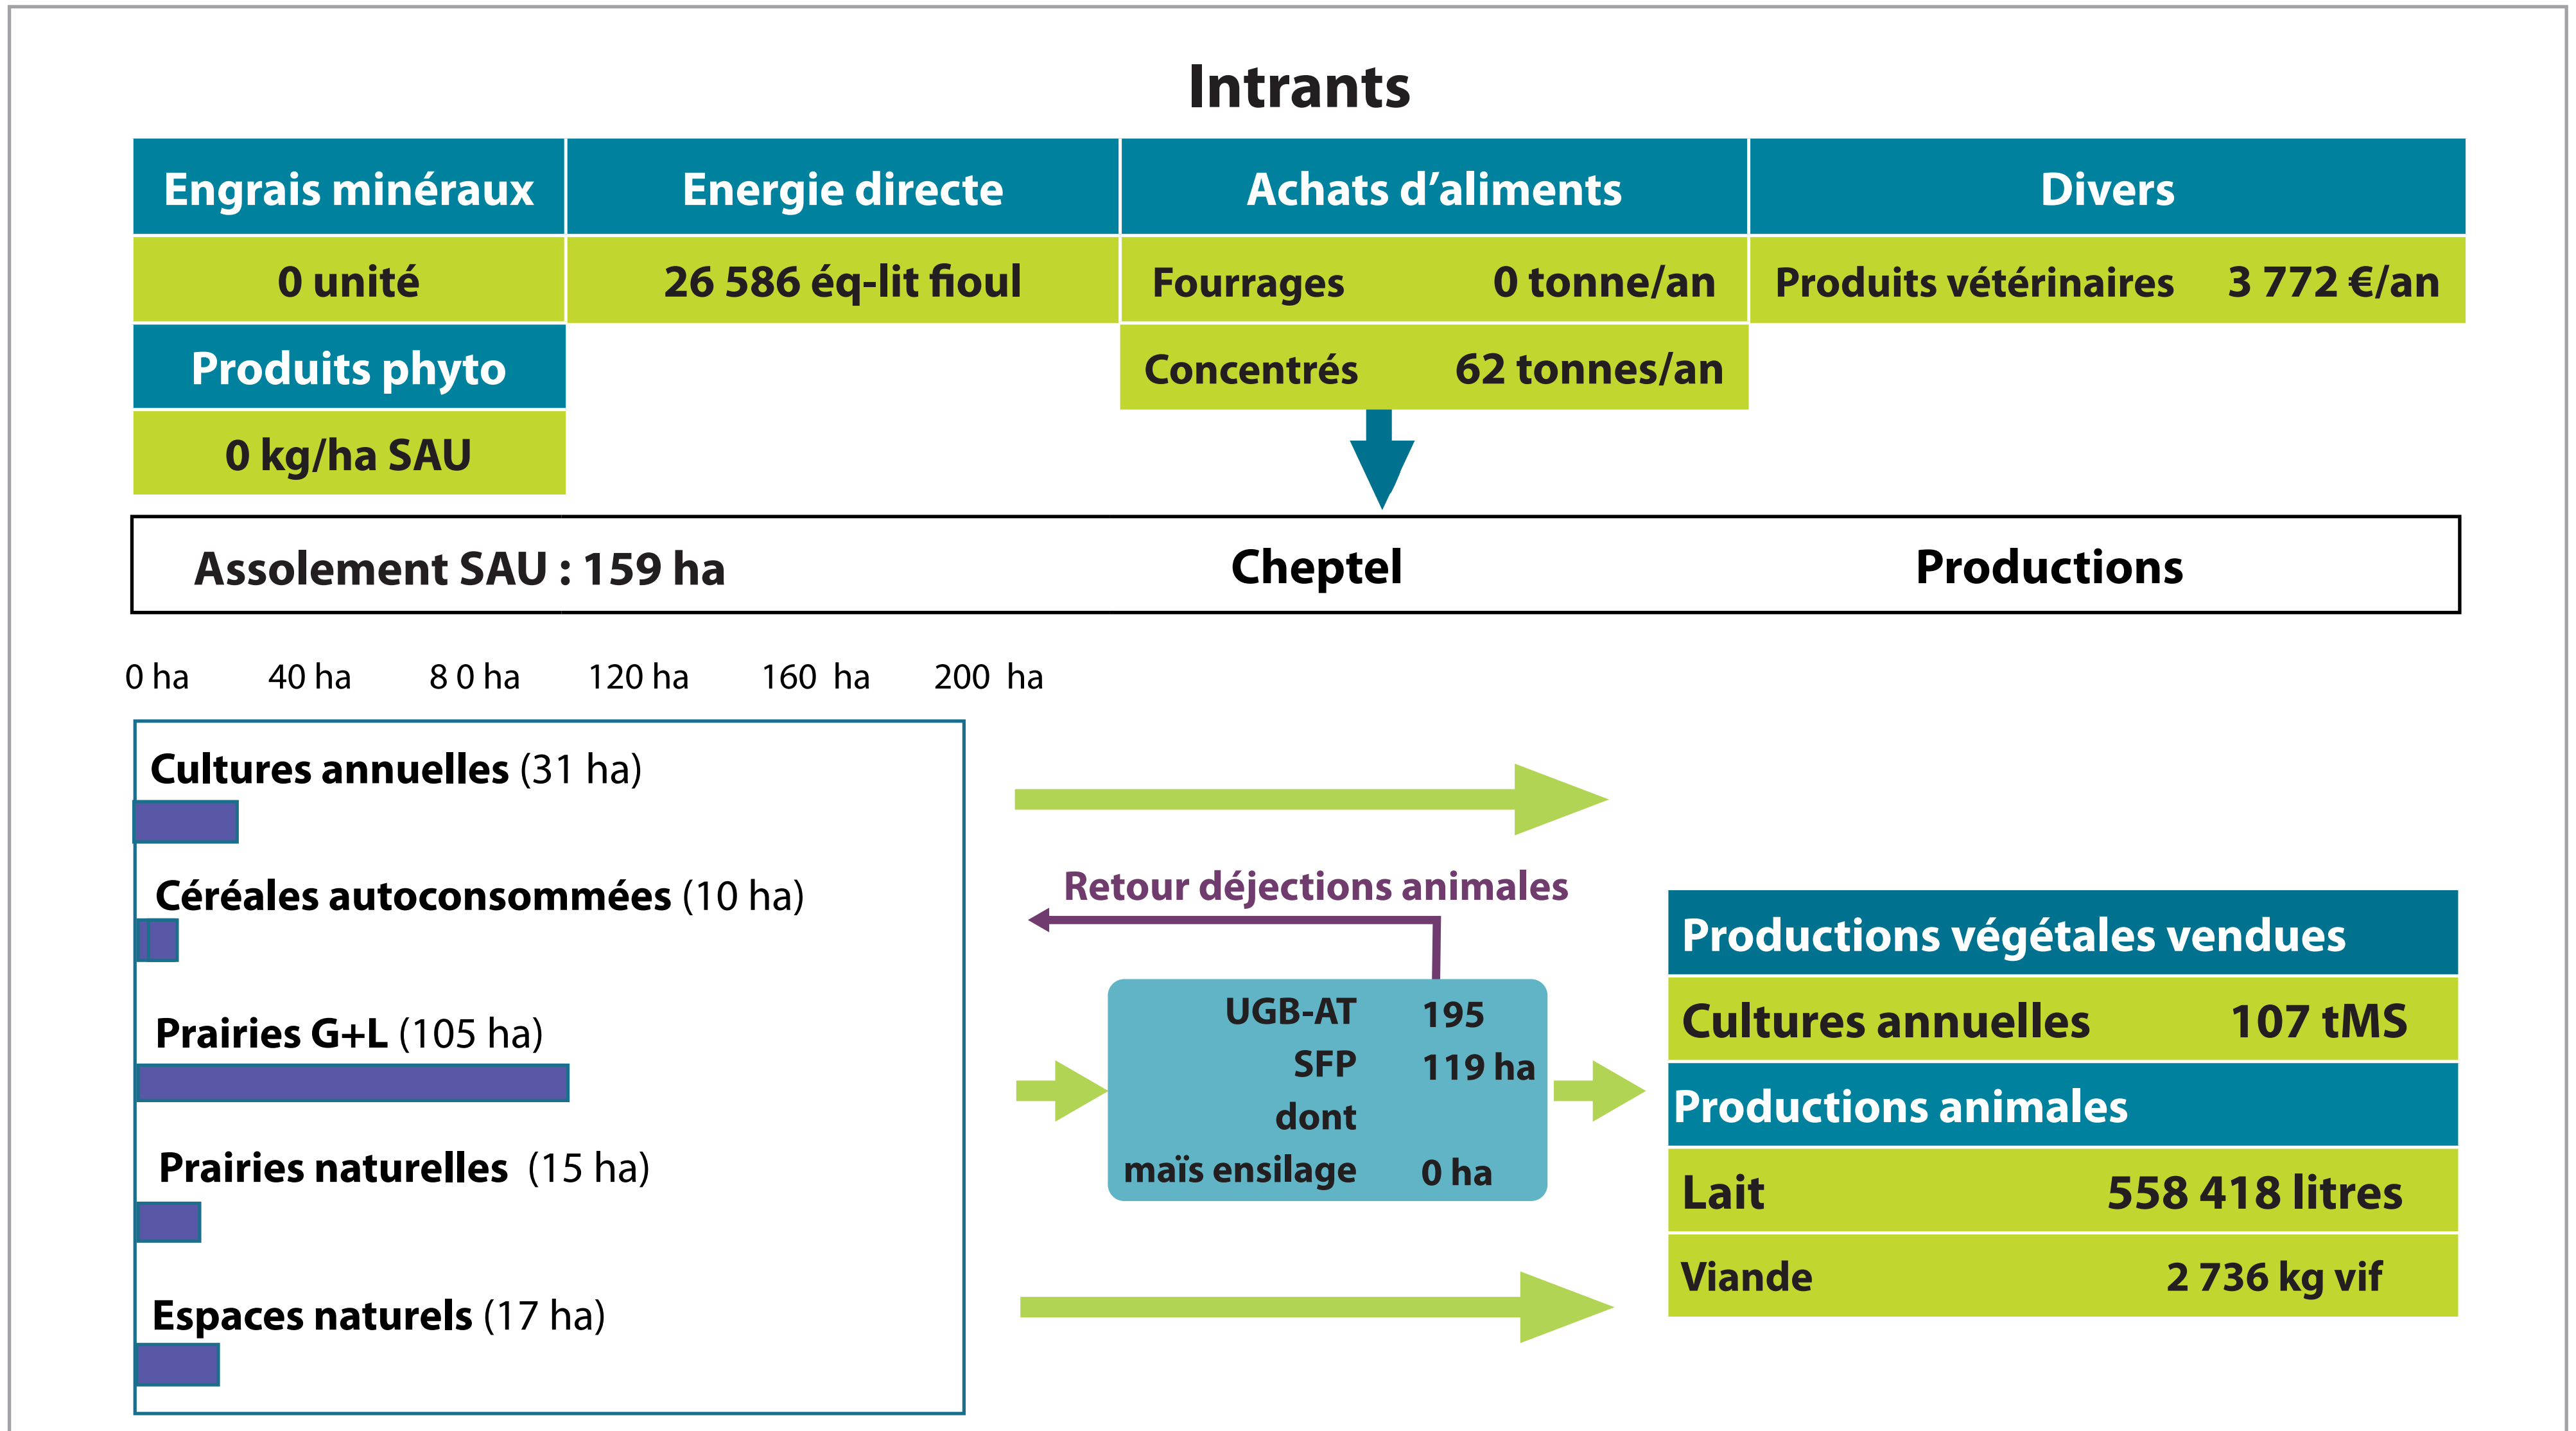 Intrants
Engrais minéraux
Energie directe
Achats d’aliments
Divers
0 unité
26 586 éq-lit fioul
Fourrages 0 tonne/an
Produits vétérinaires 3 772 €/an
Produits phyto
Concentrés 62 tonnes/an
0 kg/ha SAU
Assolement SAU : 159 ha
Cheptel
Productions
0 ha 40 ha 8 0 ha 120 ha 160 ha 200 ha
Cultures annuelles (31 ha)
Céréales autoconsommées (10 ha)
Prairies G+L (105 ha)
Prairies naturelles (15 ha)
Espaces naturels (17 ha)
Retour déjections animales
UGB-AT 195
SFP 119 ha
dont
maïs ensilage 0 ha
Productions végétales vendues
Cultures annuelles 107 tMS
Productions animales
Lait 558 418 litres
Viande 2 736 kg vif